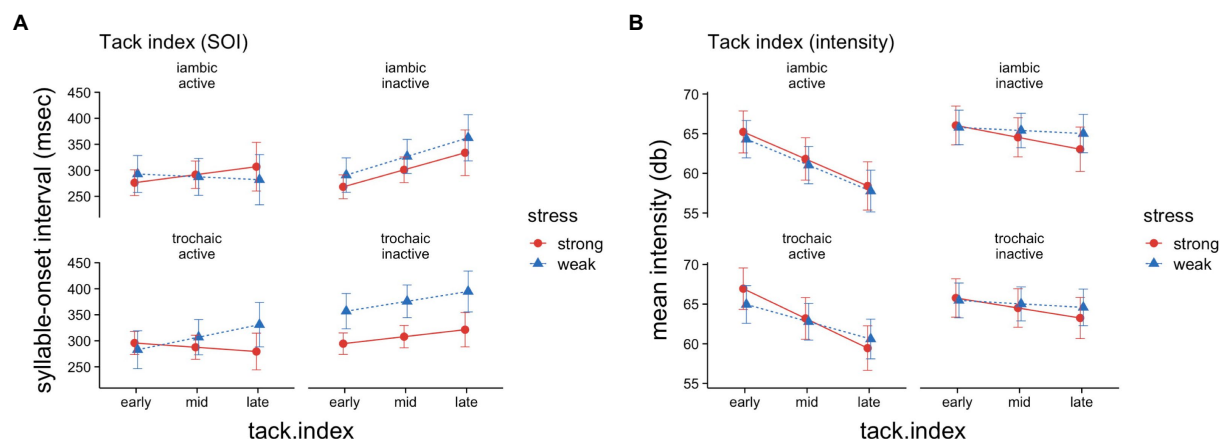 A
Tack index (SOI)
iambic
active
iambic
inactive
450
400
350
300
250
trochaic
active
trochaic
inactive
450
400
350
300
250
early
mid
late
early
mid
late
syllable-onset interval (msec)
tack.index
stress
strong
weak
B
Tack index (intensity)
iambic
active
iambic
inactive
70
65
60
55
trochaic
active
trochaic
inactive
70
65
60
55
early
mid
late
early
mid
late
mean intensity (db)
tack.index
stress
strong
weak